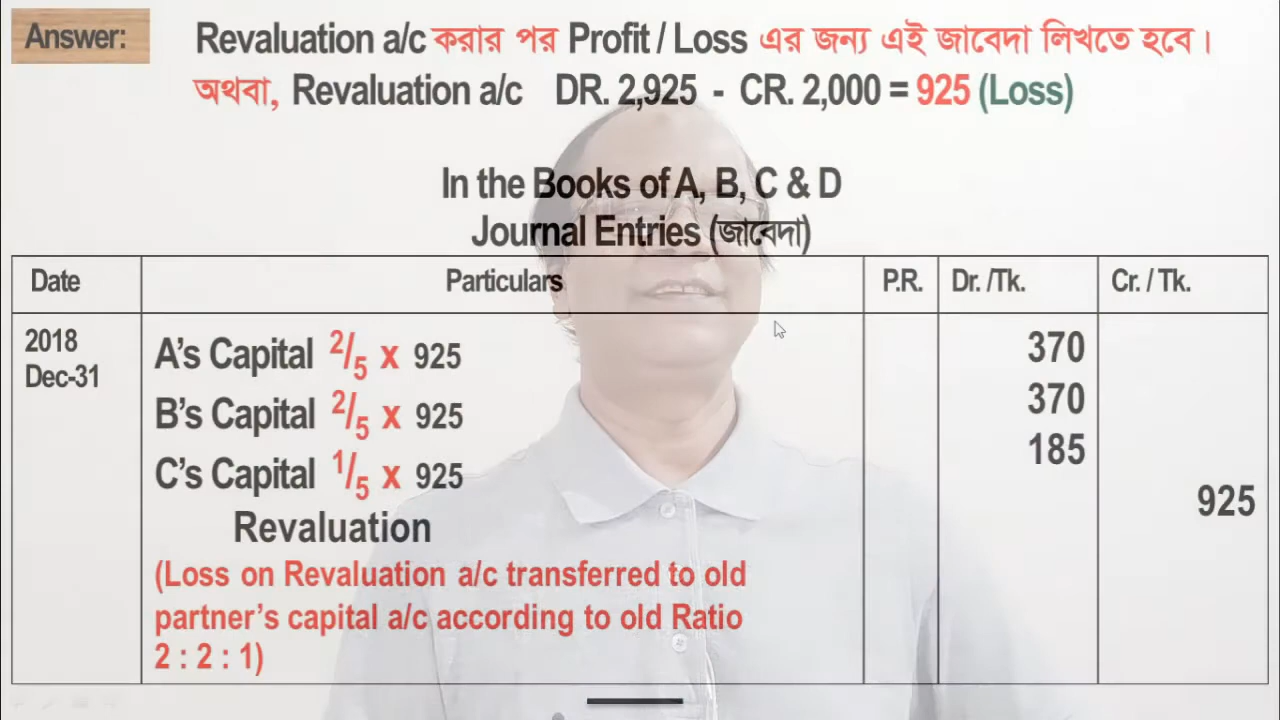 Answer:
Revaluation a/c করার পর Profit / Loss এর জন্য এই জাবেদা লিখতে হবে।
অথবা, Revaluation a/c DR. 2,925 - CR. 2,000 = 925 (Loss)
In the Books of A, B, C & D
Journal Entries (জাবেদা)
Date Particulars P.R. Dr. /Tk. Cr. / Tk.
2018
Dec-31
A’s Capital 2/5 x 925 370
B’s Capital 2/5 x 925 370
C’s Capital 1/5 x 925 185
Revaluation 925
(Loss on Revaluation a/c transferred to old
partner’s capital a/c according to old Ratio
2 : 2 : 1)